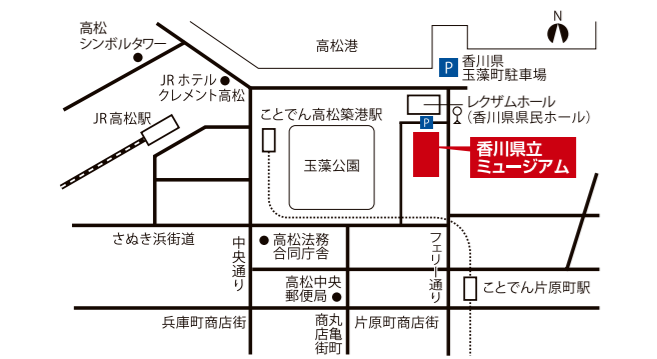 高松
シンボルタワー
高松港
N
P
香川県
玉藻町駐車場
JRホテル
クレメント高松
レクザムホール
(香川県県民ホール)
JR高松駅
ことでん高松築港駅
P
香川県立
ミュージアム
玉藻公園
さぬき浜街道
中央通り
高松法務
合同庁舎
フェリー通り
高松中央
郵便局
ことでん片原町駅
兵庫町商店街
丸亀町
商店街
片原町商店街